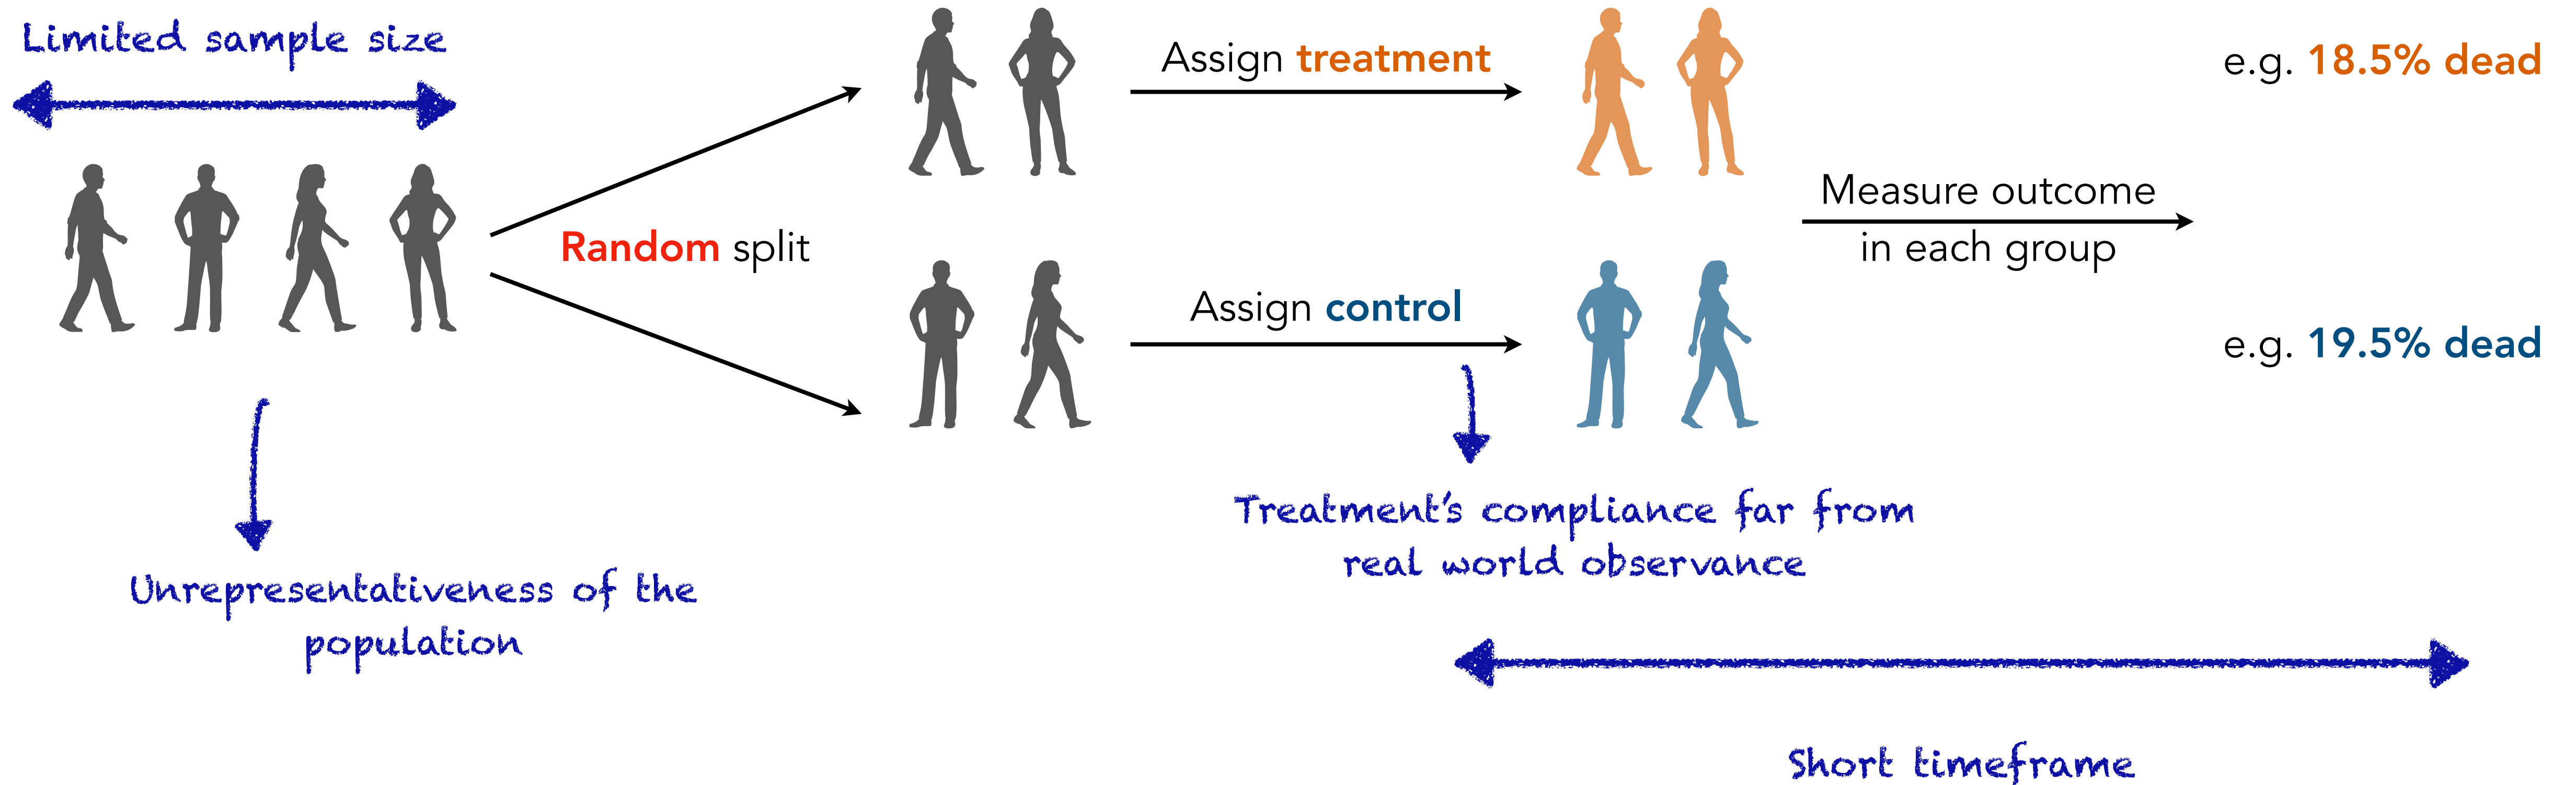 Limited sample size
Random split
Assign treatment
Assign control
Measure outcome
in each group
e.g. 18.5% dead
e.g. 19.5% dead
Unrepresentativeness of the
population
Treatment's compliance far from
real world observance
Short timeframe